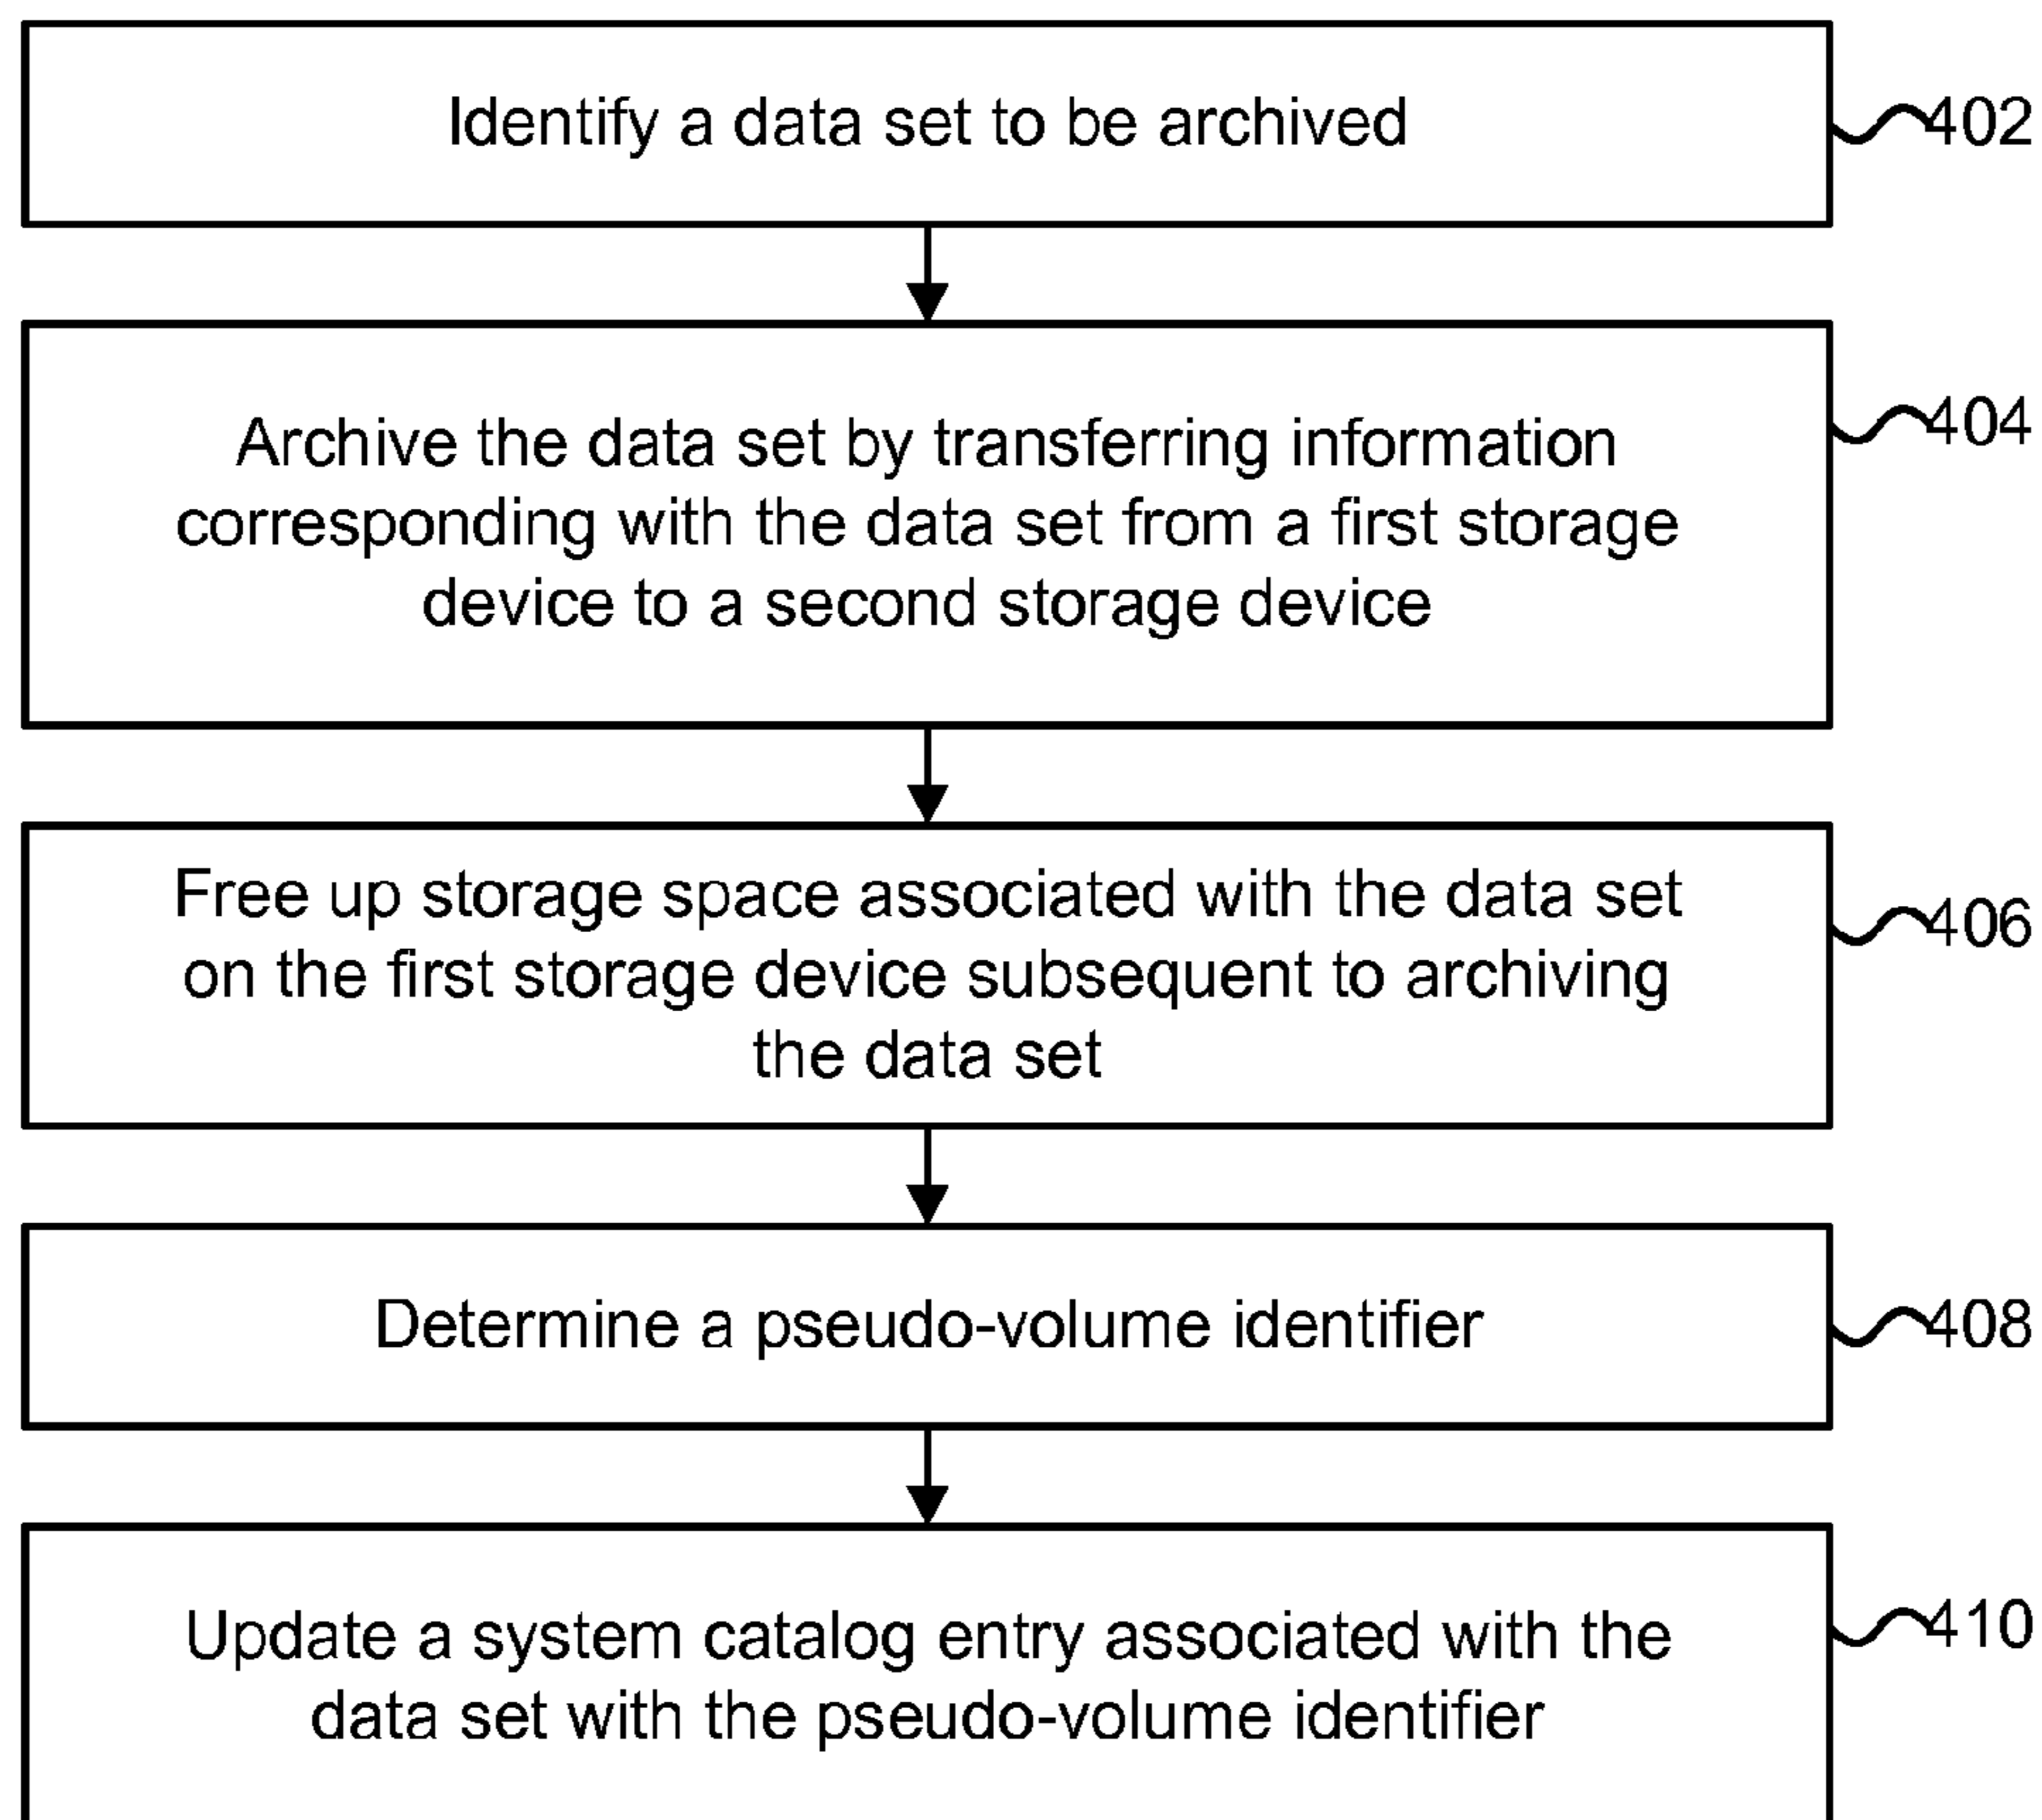 Identify a data set to be archived
402
Archive the data set by transferring information
corresponding with the data set from a first storage
device to a second storage device
404
Free up storage space associated with the data set
on the first storage device subsequent to archiving
the data set
406
Determine a pseudo-volume identifier
408
Update a system catalog entry associated with the
data set with the pseudo-volume identifier
410